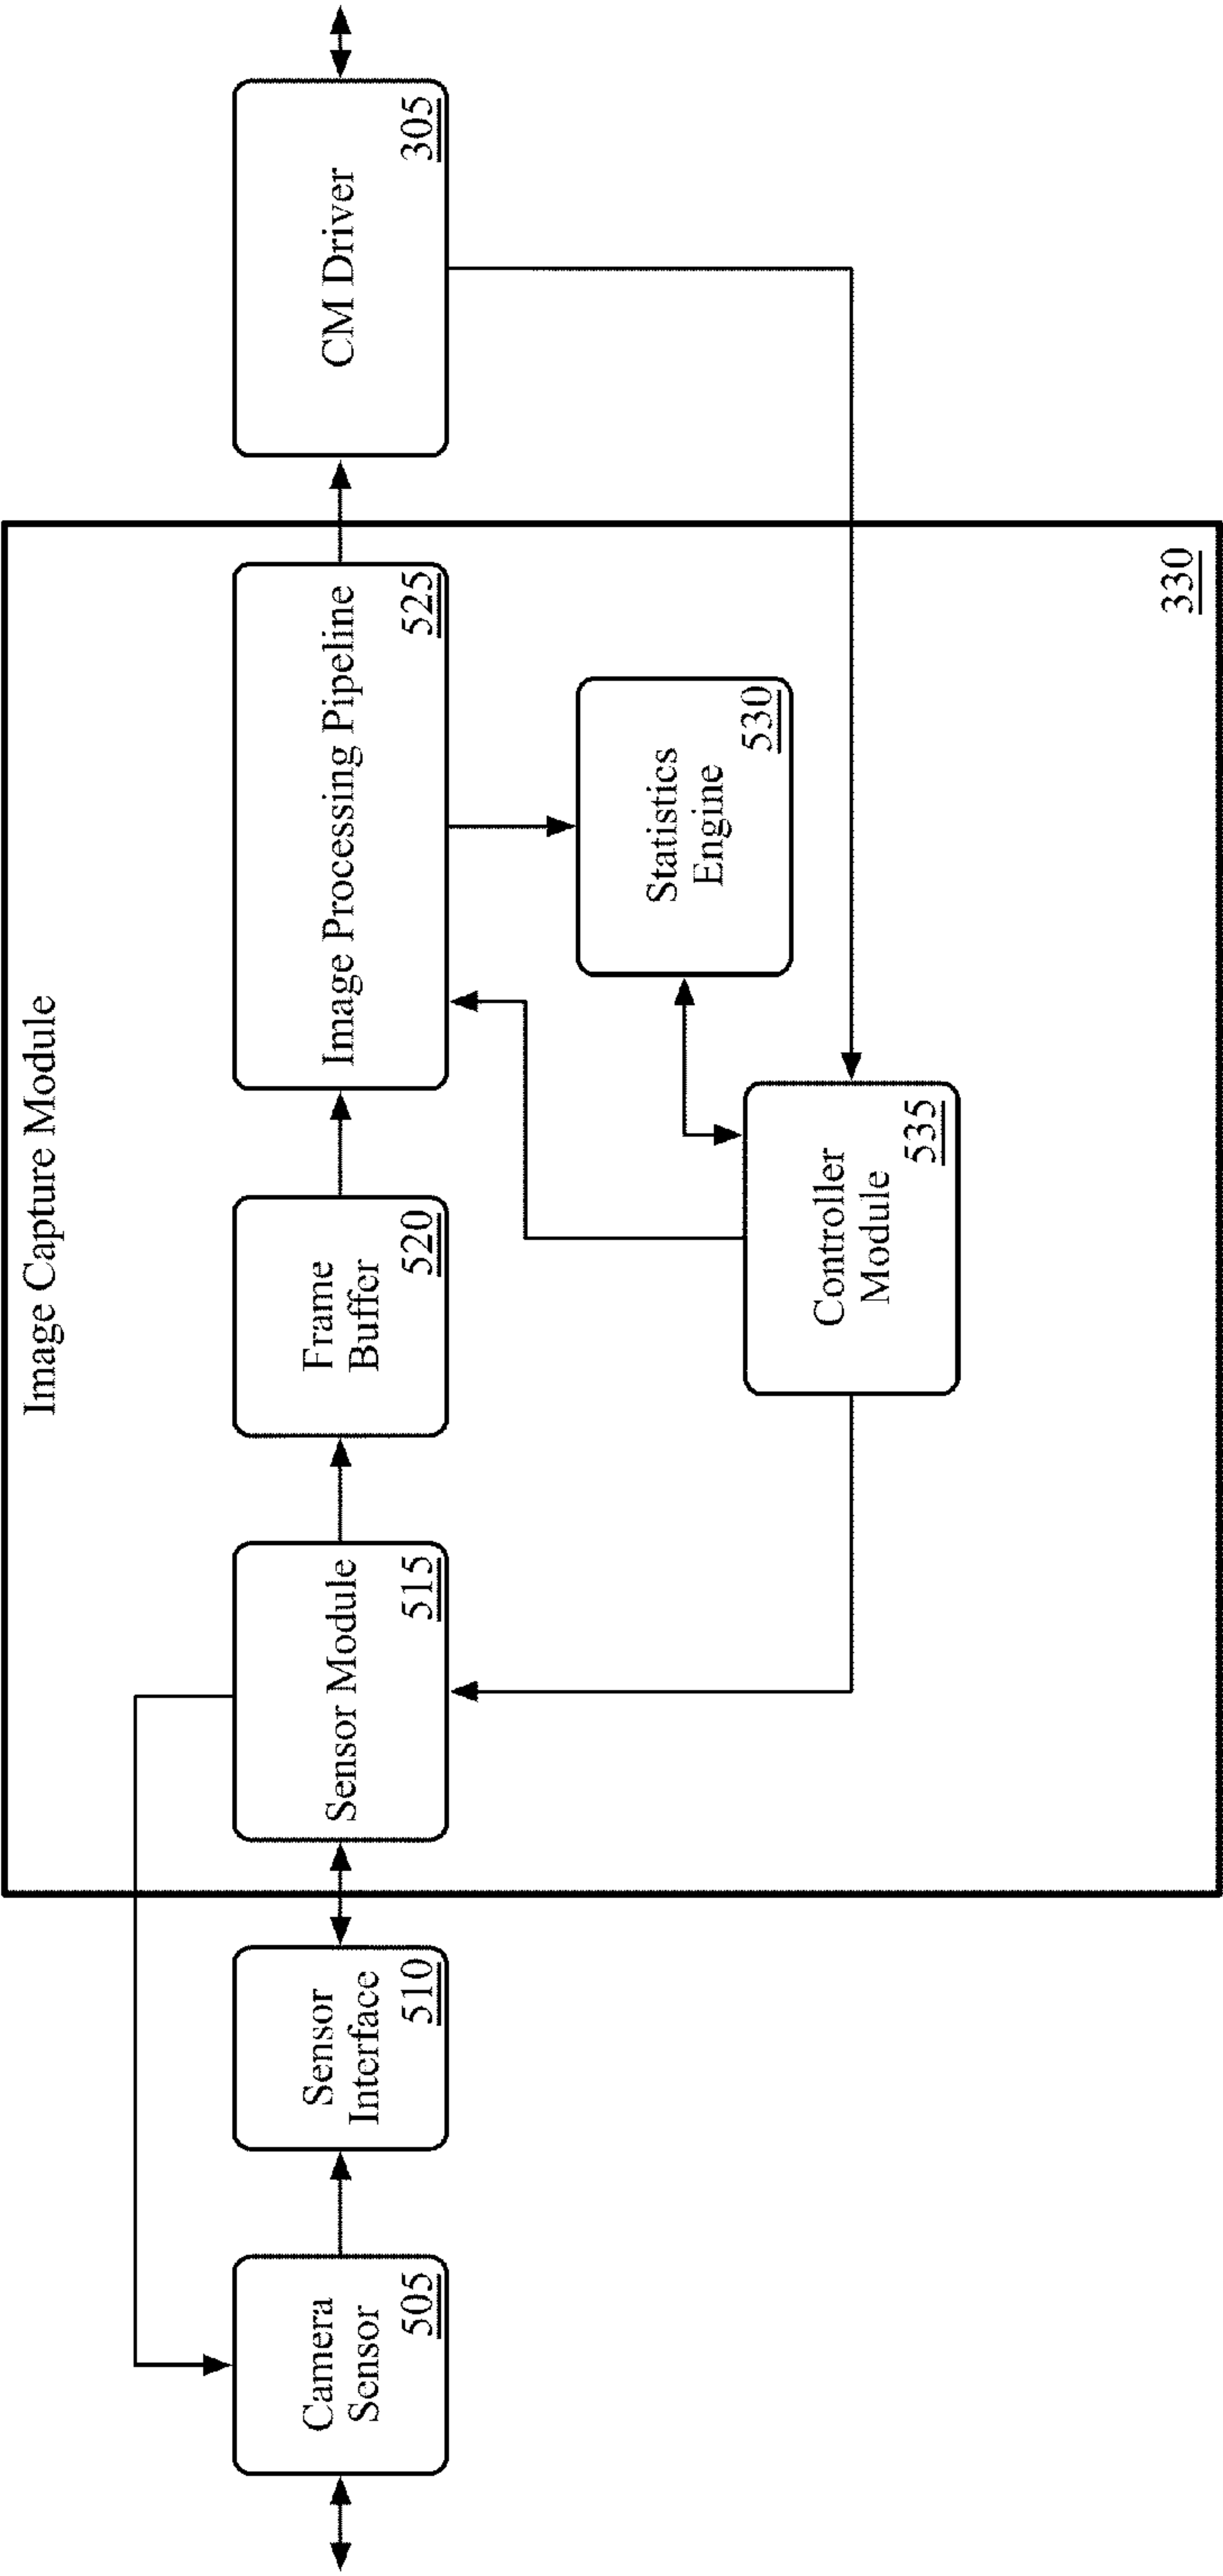 Image Capture Module
Camera
Sensor
505
Sensor
Interface
510
Sensor Module
515
Frame
Buffer
520
Image Processing Pipeline
525
CM Driver
305
Statistics
Engine
530
Controller
Module
535
330